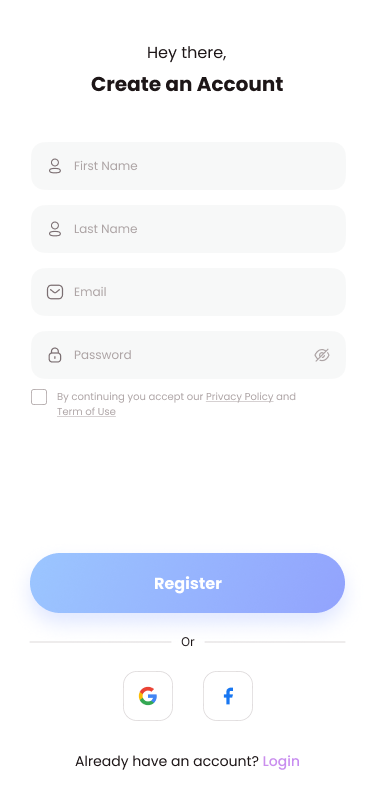 Hey there,
Create an Account
First Name
Last Name
Email
Password
By continuing you accept our Privacy Policy and
Term of Use
Register
Or
Already have an account? Login